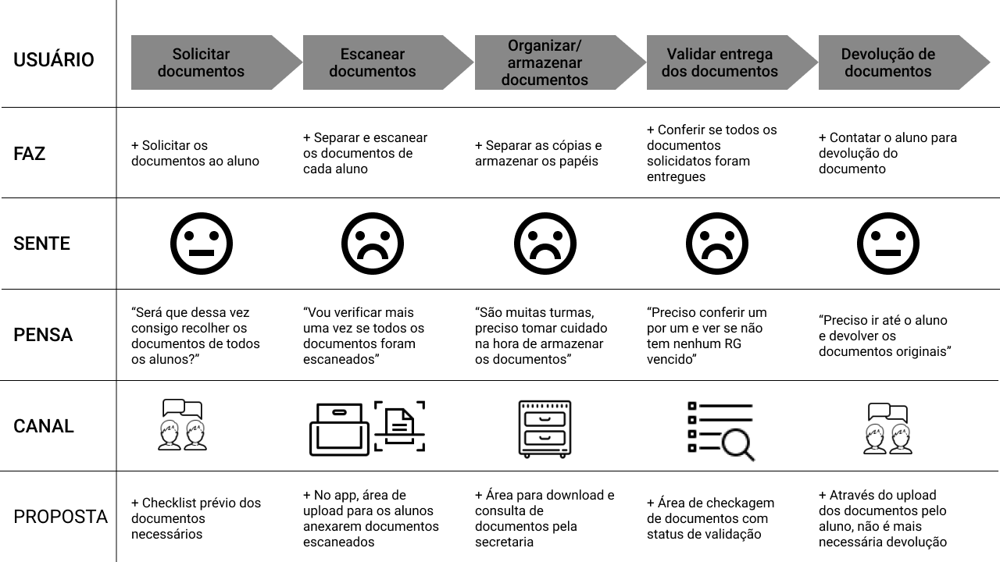 USUÁRIO
Solicitar
documentos
Escanear
documentos
Organizar/
armazenar
documentos
Validar entrega
dos documentos
Devolução de
documentos
FAZ
+ Solicitar os
documentos ao aluno
+ Separar e escanear
os documentos de
cada aluno
+ Separar as cópias e
armazenar os papéis
+ Conferir se todos os
documentos
solicidatos foram
entregues
+ Contatar o aluno para
devolução do
documento
SENTE
PENSA
“Será que dessa vez
consigo recolher os
documentos de todos
os alunos?”
“Vou verificar mais
uma vez se todos os
documentos foram
escaneados”
“São muitas turmas,
preciso tomar cuidado
na hora de armazenar
os documentos”
“Preciso conferir um
por um e ver se não
tem nenhum RG
vencido”
“Preciso ir até o aluno
e devolver os
documentos originais”
CANAL
PROPOSTA
+ Checklist prévio dos
documentos
necessários
+ No app, área de
upload para os alunos
anexarem documentos
escaneados
+ Área para download e
consulta de
documentos pela
secretaria
+ Área de checkagem
de documentos com
status de validação
+ Através do upload
dos documentos pelo
aluno, não é mais
necessária devolução